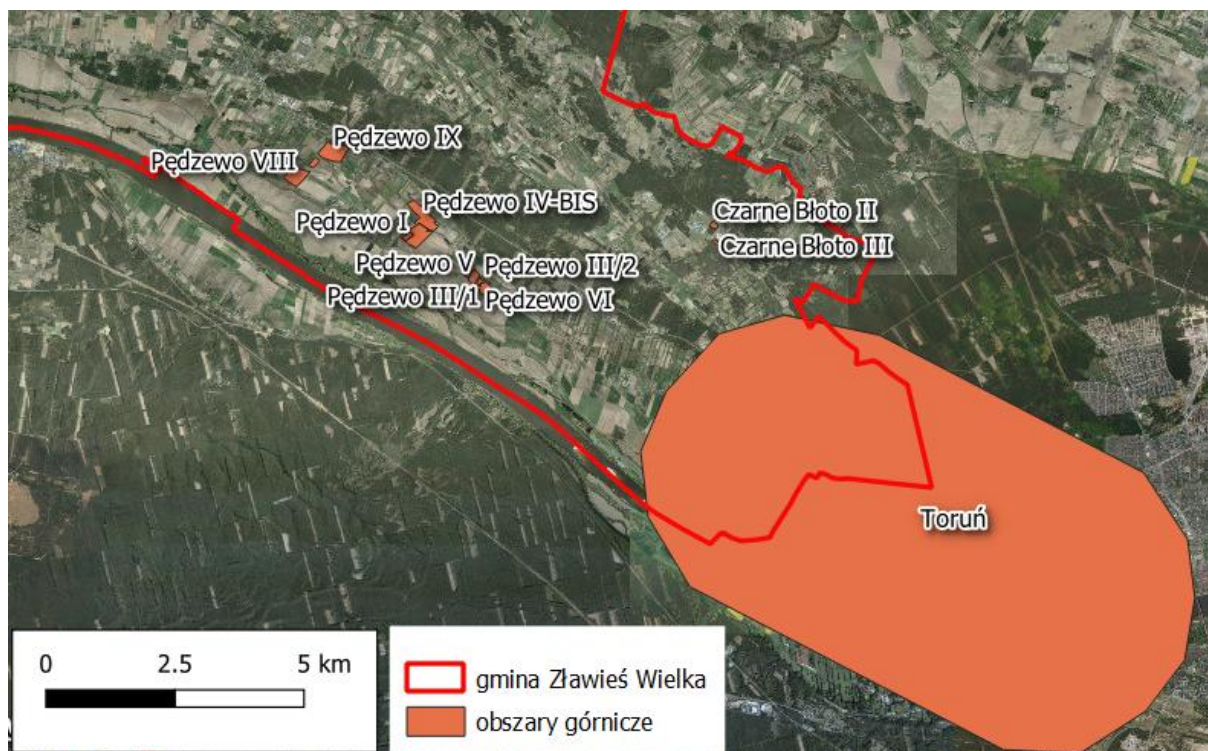 Pędzewo IX
Pędzewo VIII
Pędzewo IV-BIS
Pędzewo I
Czarne Błoto II
Czarne Błoto III
Pędzewo V
Pędzewo III/2
Pędzewo III/1
Pędzewo VI
Toruń
0 2.5 5 km
gmina Zławieś Wielka
obszary górnicze